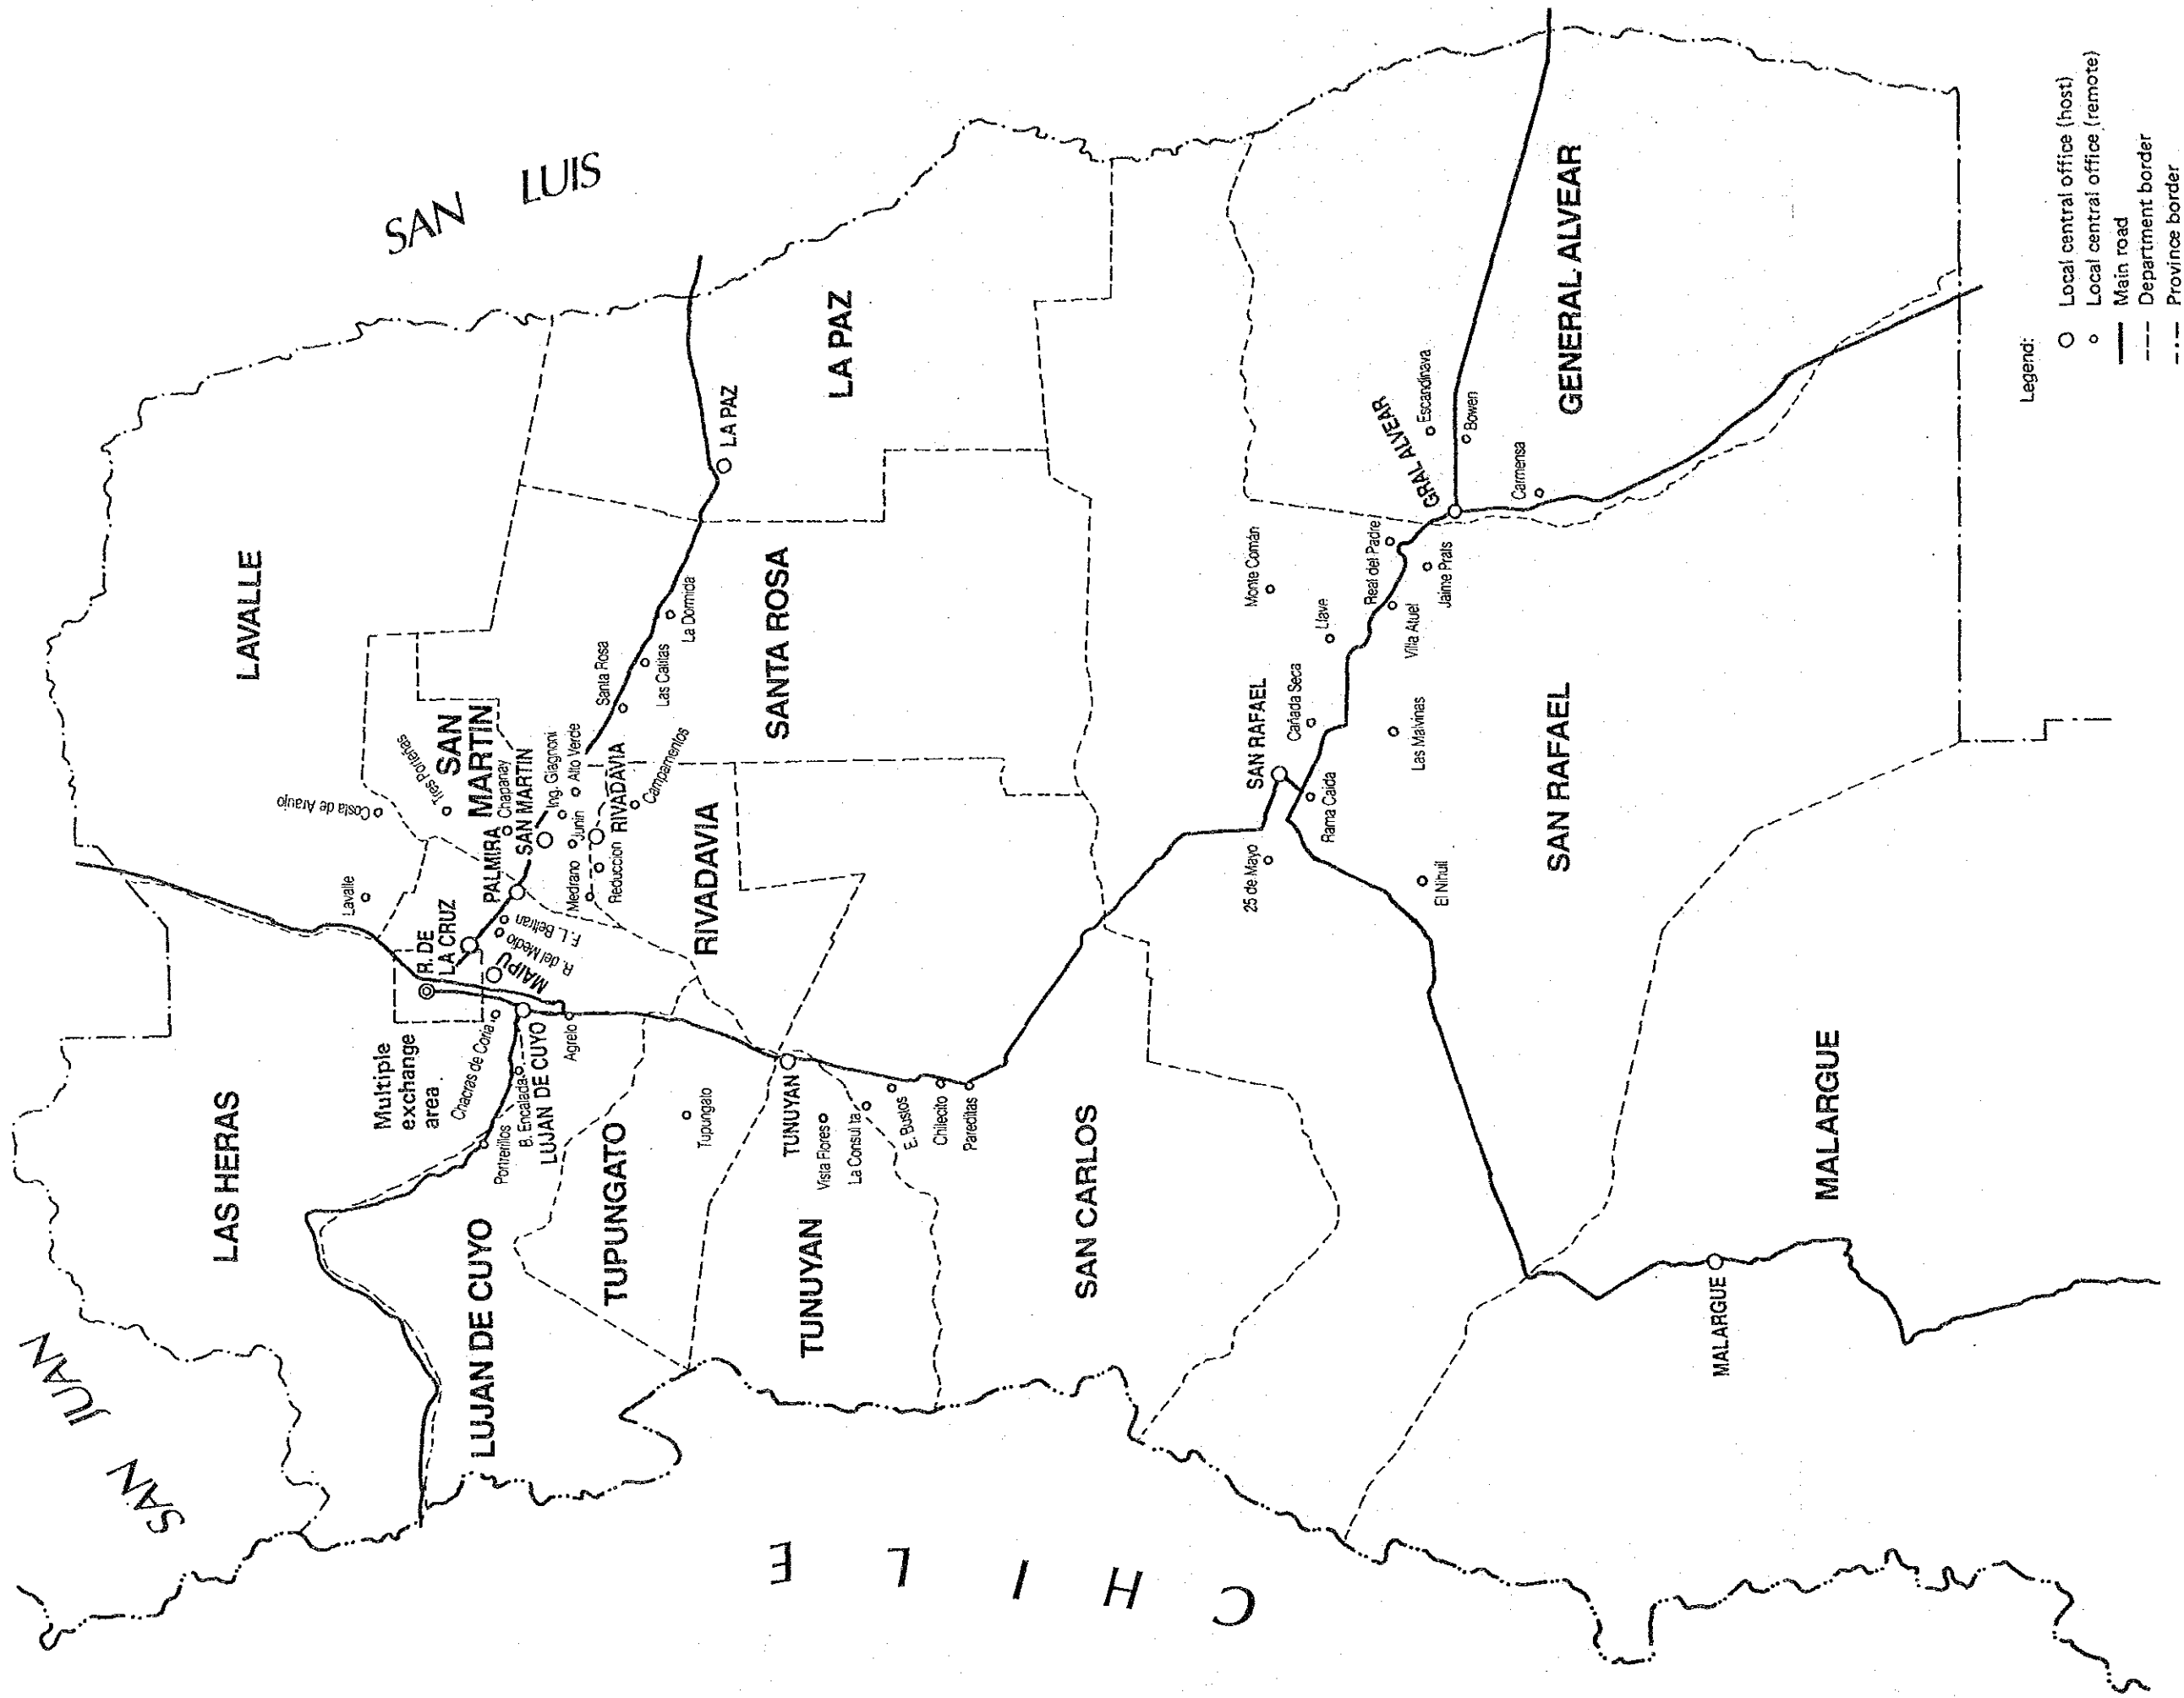 SAN JUAN
SAN LUIS
CHILE
LAS HERAS
LAVALLE
Costa de Araujo
Lavalle
Tres Porteñas
SAN
MARTIN
Chapanay
PALMIRA
SAN MARTIN
Ing. Giagnoni
Alto Verde
Junin
Medrano
Reduccion
RIVADAVIA
Campamentos
Santa Rosa
Las Catitas
La Dormida
SANTA ROSA
LA PAZ
LA PAZ
R. DE
LA CRUZ
F. L. Beltran
R. del Medio
MAIPU
Multiple
exchange
area
Chacras de Coria
Portrerillos
B. Encalada
LUJAN DE CUYO
Agrelo
LUJAN DE CUYO
RIVADAVIA
TUPUNGATO
Tupungato
TUNUYAN
TUNUYAN
Vista Flores
La Consulta
E. Bustos
Chilecito
Pareditas
SAN CARLOS
25 de Mayo
SAN RAFAEL
Rama Caida
Cañada Seca
Llave
Monte Comán
Las Malvinas
Villa Atuel
Real del Padre
Jaime Prats
El Nihuil
SAN RAFAEL
GRAL ALVEAR
Escandinava
Bowen
Carmensa
GENERAL ALVEAR
MALARGUE
MALARGUE
Legend:
Local central office (host)
Local central office (remote)
Main road
Department border
Province border